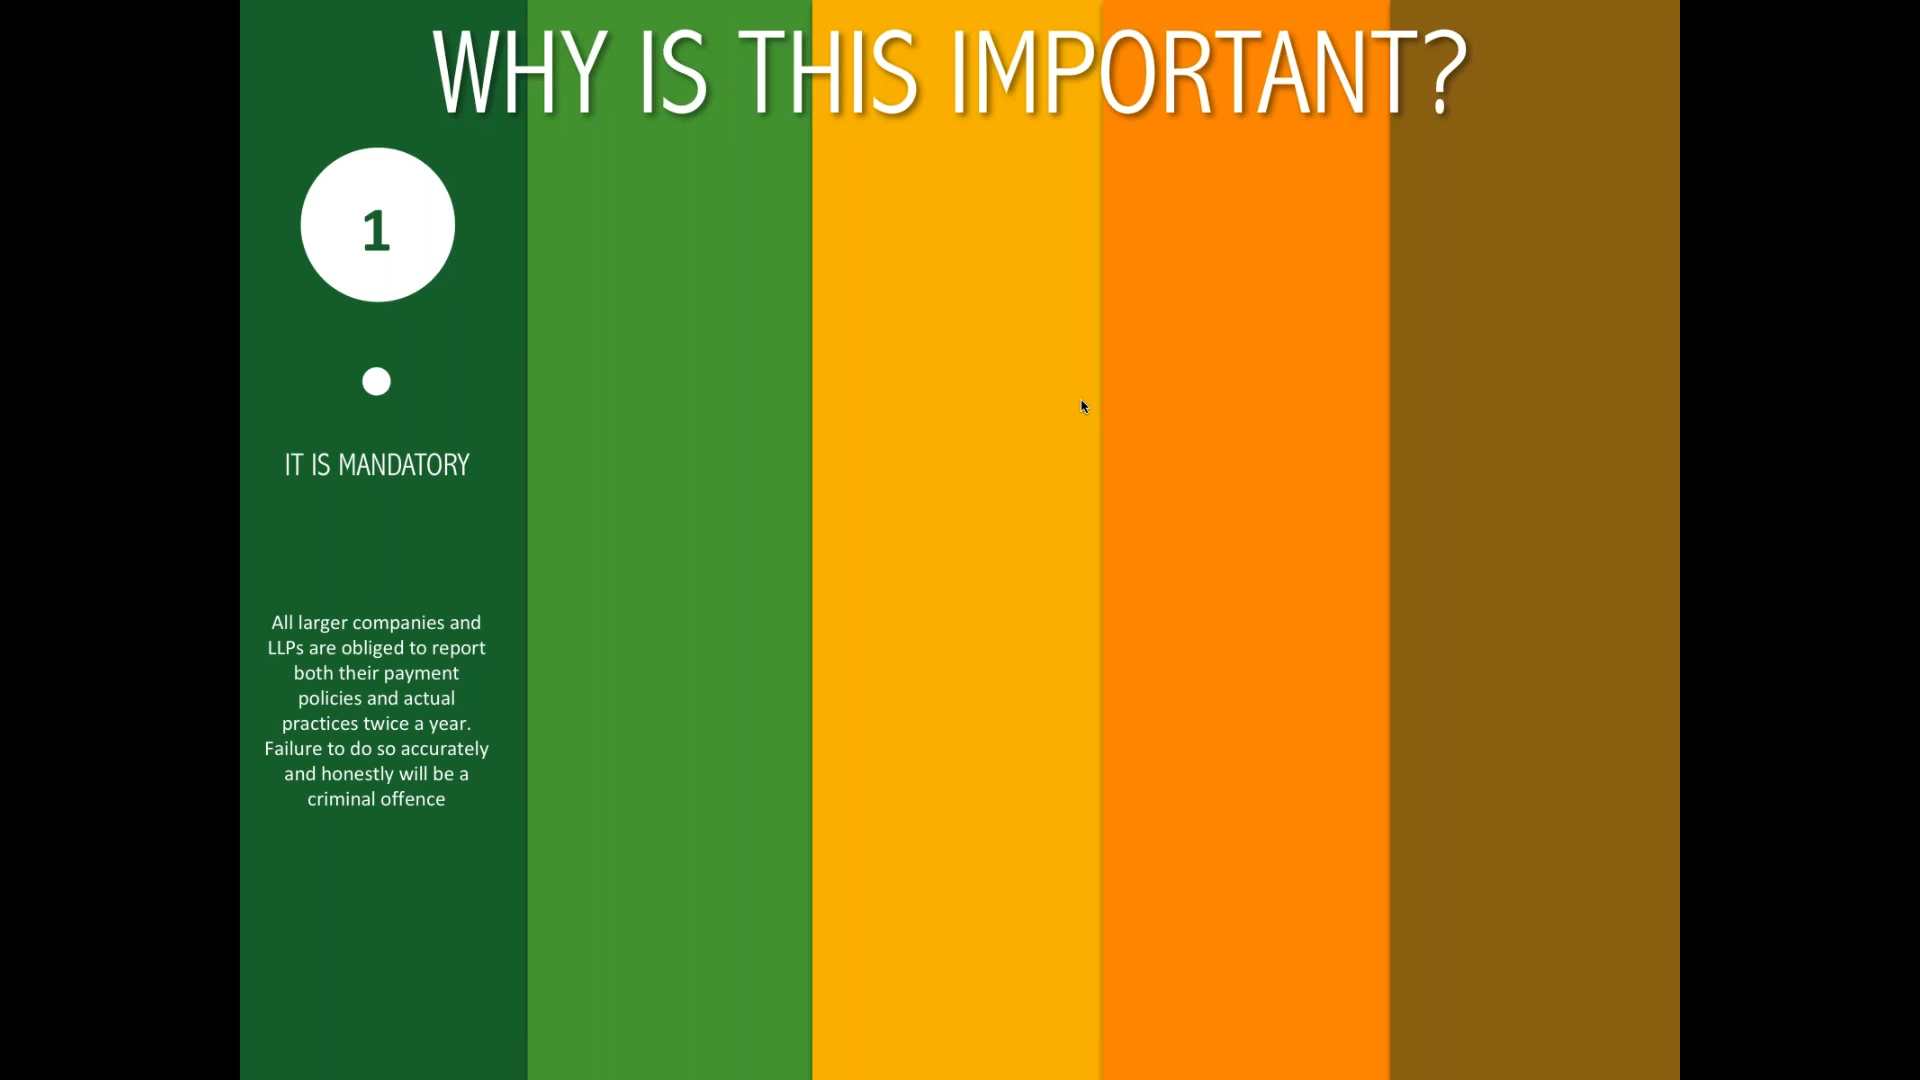 WHY IS THIS IMPORTANT?
1
IT IS MANDATORY
All larger companies and
LLPs are obliged to report
both their payment
policies and actual
practices twice a year.
Failure to do so accurately
and honestly will be a
criminal offence